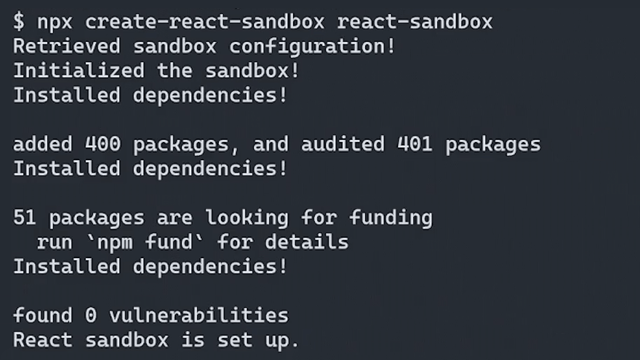 $ npx create-react-sandbox react-sandbox
Retrieved sandbox configuration!
Initialized the sandbox!
Installed dependencies!
added 400 packages, and audited 401 packages
Installed dependencies!
51 packages are looking for funding
run `npm fund` for details
Installed dependencies!
found 0 vulnerabilities
React sandbox is set up.